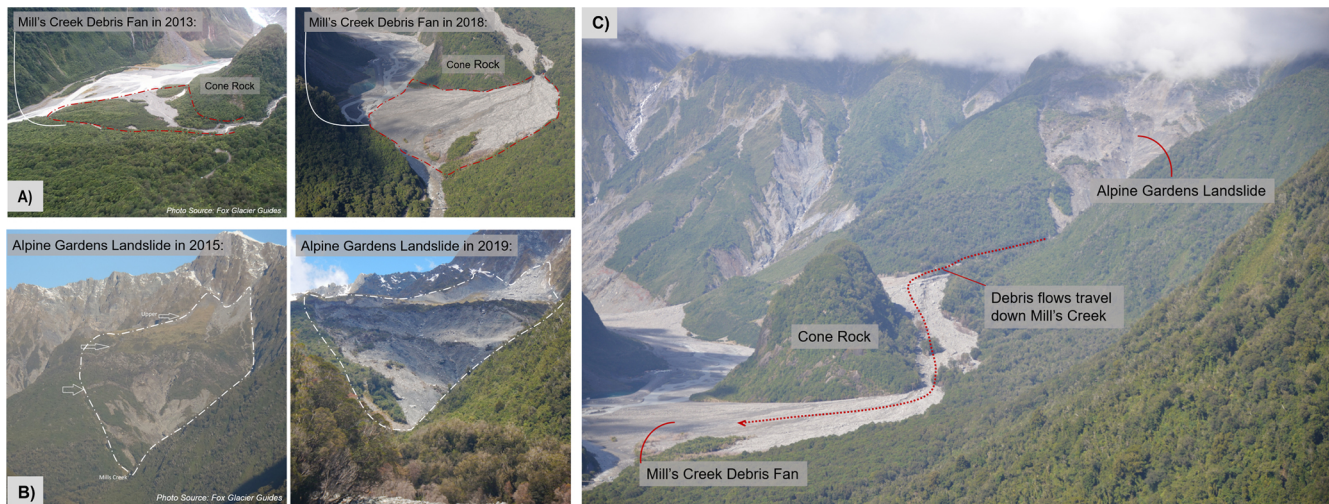 Mill's Creek Debris Fan in 2013:
Cone Rock
A)
Photo Source: Fox Glacier Guides
Mill's Creek Debris Fan in 2018:
Cone Rock
Alpine Gardens Landslide in 2015:
Upper
Mills Creek
B)
Photo Source: Fox Glacier Guides
Alpine Gardens Landslide in 2019:
C)
Alpine Gardens Landslide
Debris flows travel
down Mill's Creek
Cone Rock
Mill's Creek Debris Fan